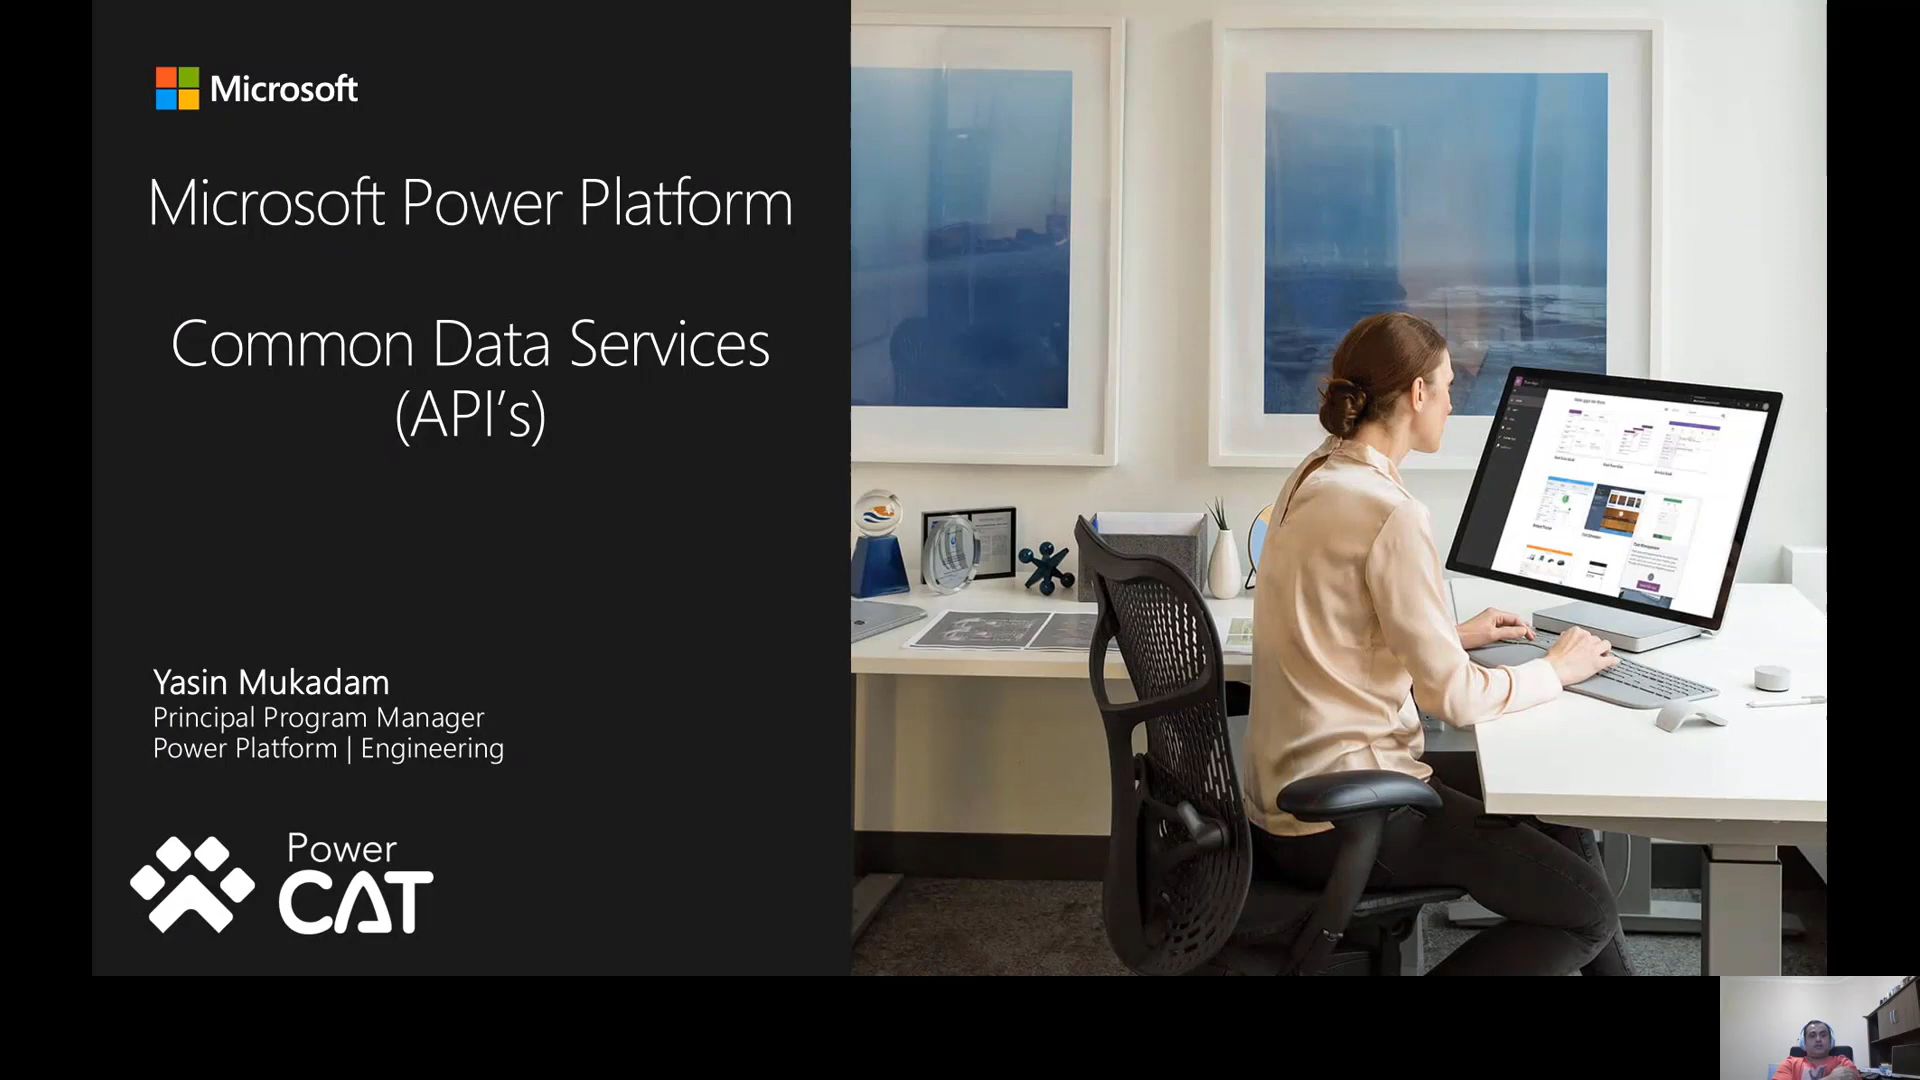 Microsoft
Microsoft Power Platform
Common Data Services
(API's)
Yasin Mukadam
Principal Program Manager
Power Platform | Engineering
Power
CAT